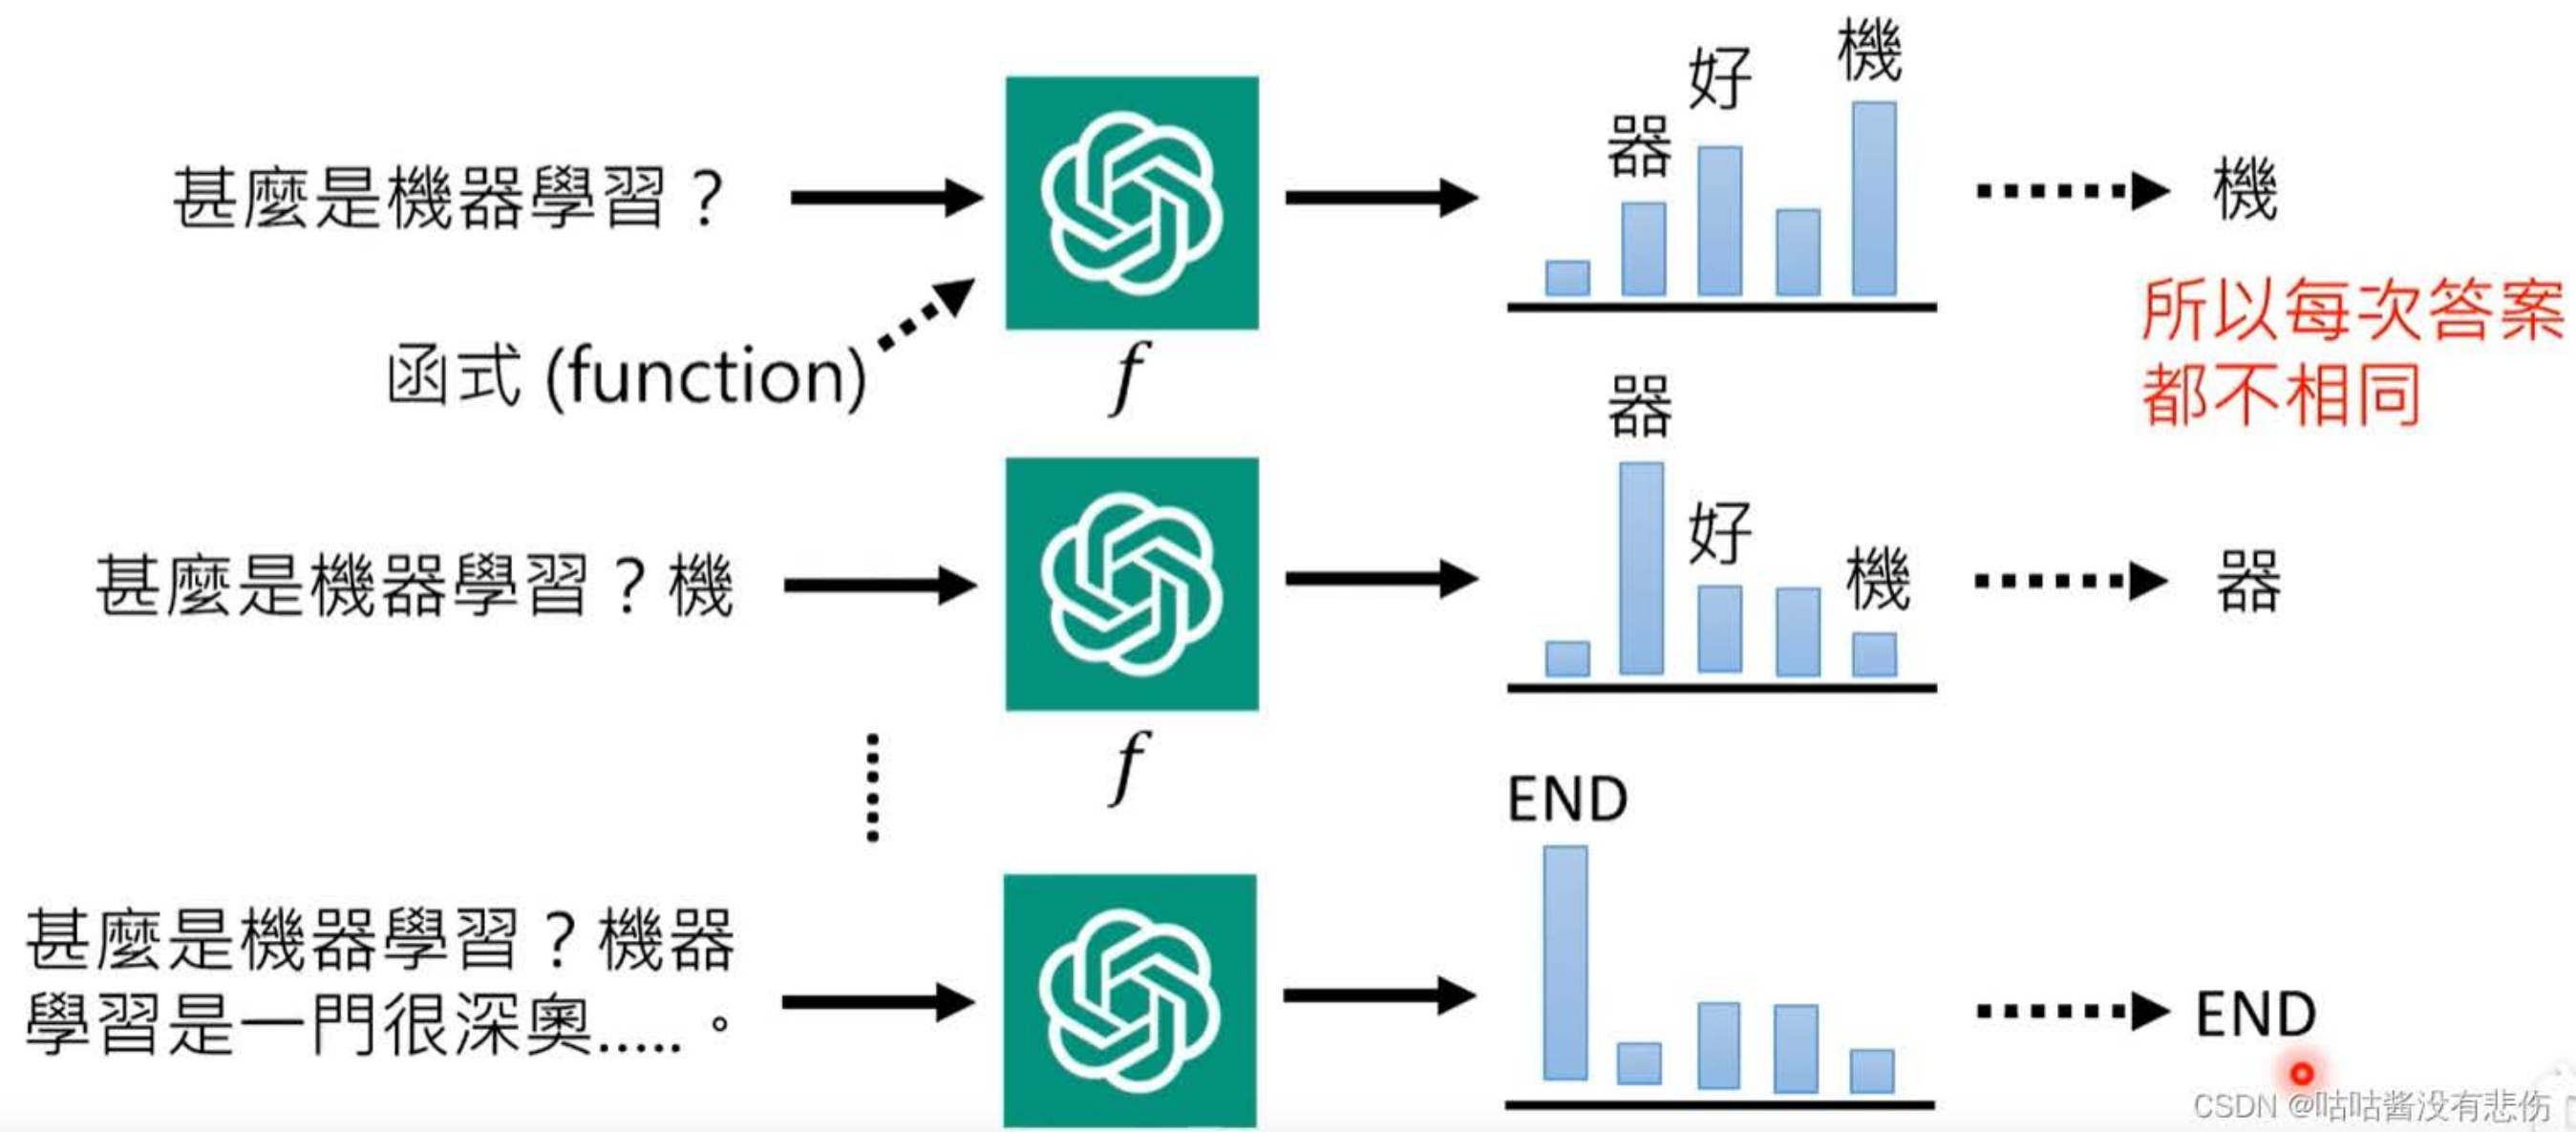 甚麼是機器學習？
函式 (function)
f
器
好
機
機
所以每次答案
都不相同
甚麼是機器學習？機
f
器
好
機
器
甚麼是機器學習？機器
學習是一門很深奧.....。
END
END
CSDN @咕咕酱没有悲伤